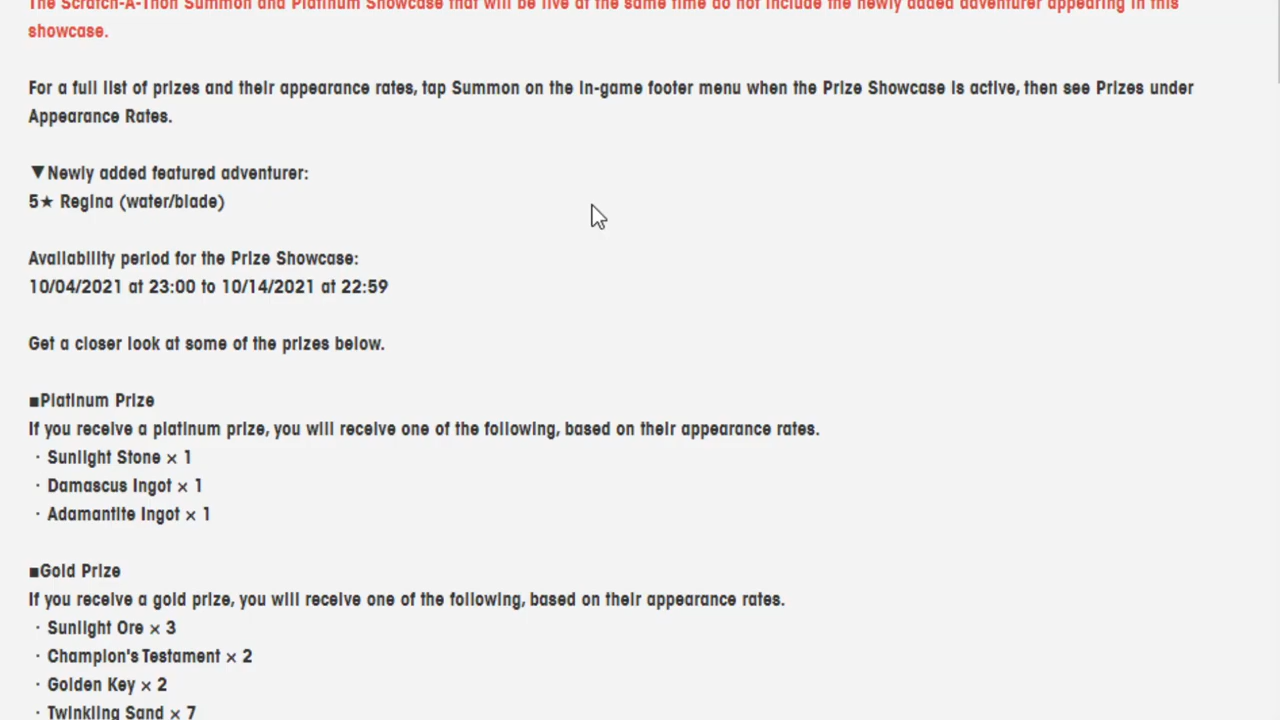 The Scratch-A-Thon Summon and Platinum Showcase that will be live at the same time do not include the newly added adventurer appearing in this
showcase.
For a full list of prizes and their appearance rates, tap Summon on the in-game footer menu when the Prize Showcase is active, then see Prizes under
Appearance Rates.
▼Newly added featured adventurer:
5★ Regina (water/blade)
Availability period for the Prize Showcase:
10/04/2021 at 23:00 to 10/14/2021 at 22:59
Get a closer look at some of the prizes below.
■Platinum Prize
If you receive a platinum prize, you will receive one of the following, based on their appearance rates.
・Sunlight Stone × 1
・Damascus Ingot × 1
・Adamantite Ingot × 1
■Gold Prize
If you receive a gold prize, you will receive one of the following, based on their appearance rates.
・Sunlight Ore × 3
・Champion's Testament × 2
・Golden Key × 2
・Twinkling Sand × 7